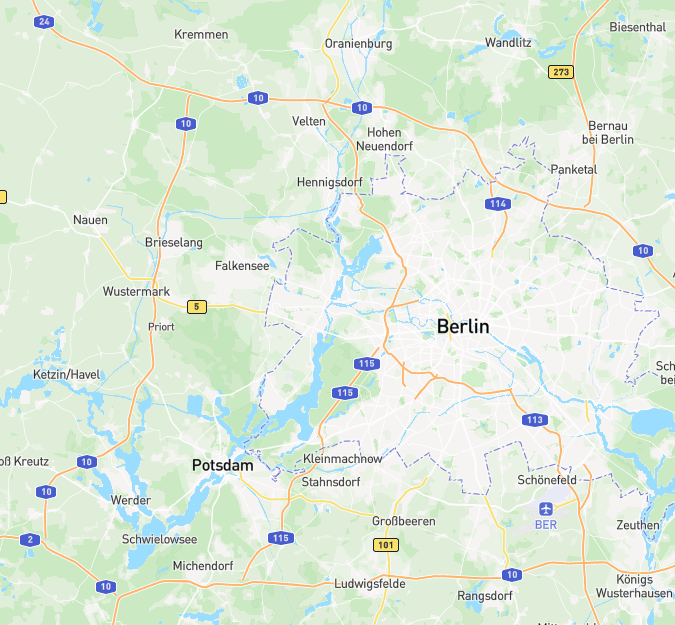 24
Kremmen
Oranienburg
Wandlitz
Biesenthal
273
10
10
10
Velten
Hohen
Neuendorf
Bernau
bei Berlin
Panketal
Hennigsdorf
114
Nauen
Brieselang
10
Falkensee
Wustermark
5
Priort
Berlin
115
Ketzin/Havel
115
113
Kleinmachnow
Potsdam
10
oß Kreutz
Stahnsdorf
Schönefeld
10
Werder
BER
Großbeeren
Zeuthen
2
Schwielowsee
115
101
Michendorf
10
10
Ludwigsfelde
Rangsdorf
Königs
Wusterhausen